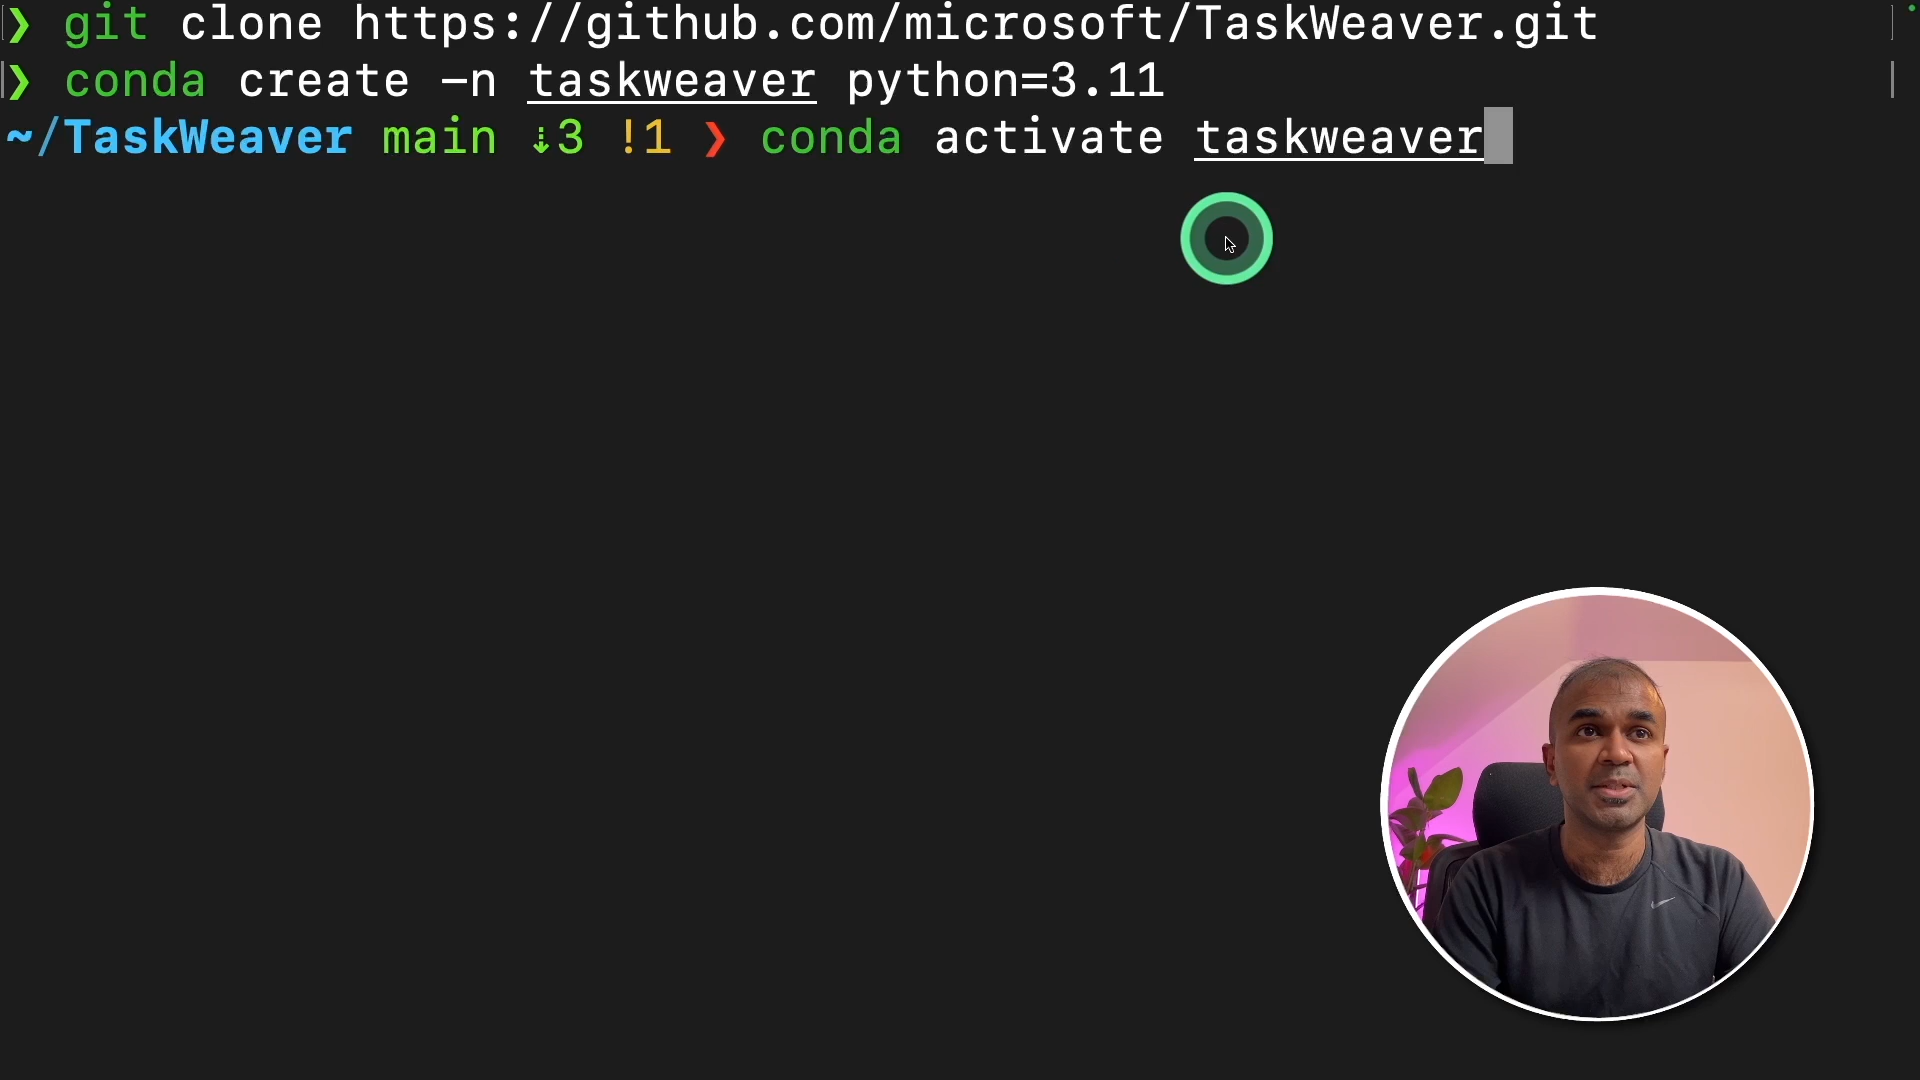 ❯ git clone https://github.com/microsoft/TaskWeaver.git
❯ conda create -n taskweaver python=3.11
~/TaskWeaver main ⇣3 !1 ❯ conda activate taskweaver